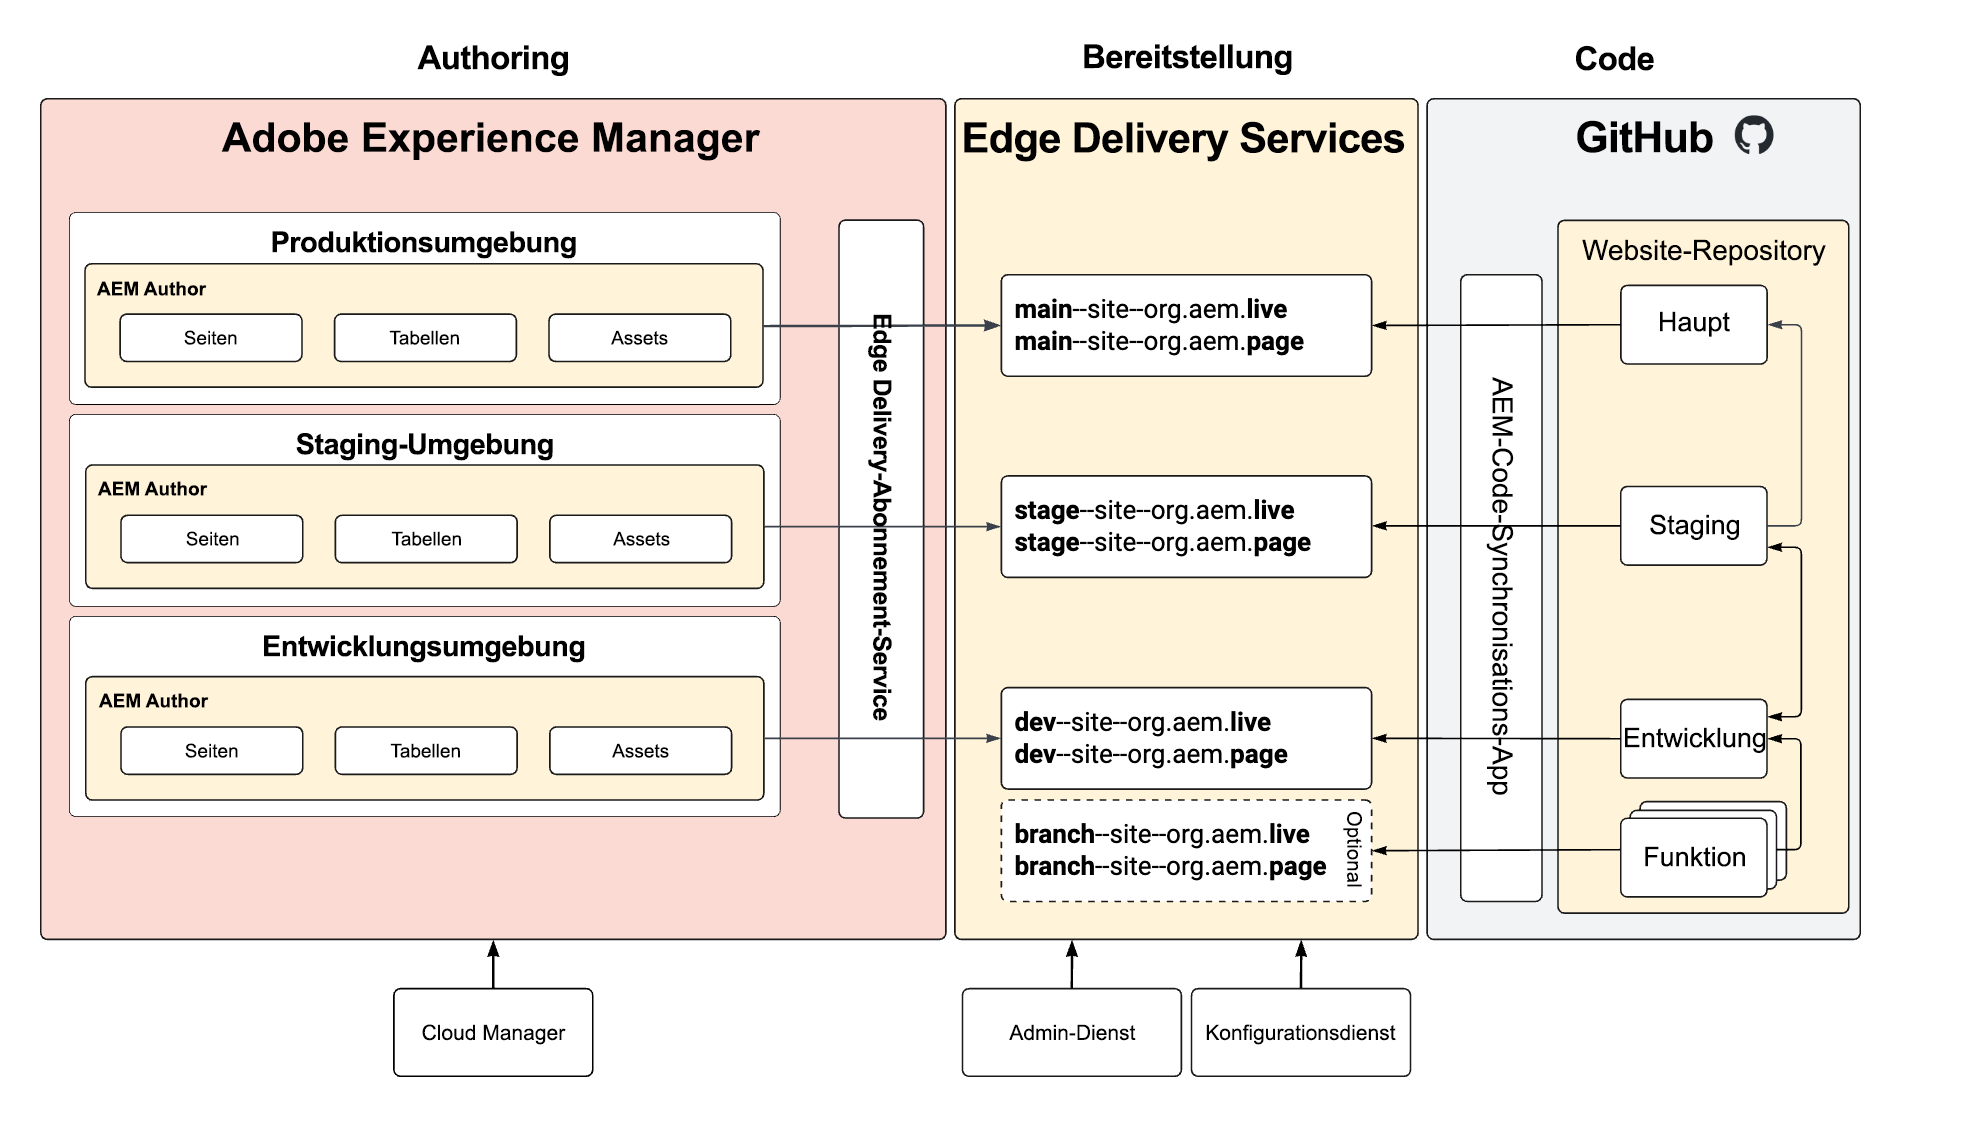 Authoring
Bereitstellung
Code
Adobe Experience Manager
Edge Delivery Services
GitHub
Produktionsumgebung
AEM Author
Seiten
Tabellen
Assets
Staging-Umgebung
AEM Author
Seiten
Tabellen
Assets
Entwicklungsumgebung
AEM Author
Seiten
Tabellen
Assets
Edge Delivery-Abonnement-Service
main--site--org.aem.live
main--site--org.aem.page
stage--site--org.aem.live
stage--site--org.aem.page
dev--site--org.aem.live
dev--site--org.aem.page
branch--site--org.aem.live
branch--site--org.aem.page
Optional
AEM-Code-Synchronisations-App
Website-Repository
Haupt
Staging
Entwicklung
Funktion
Cloud Manager
Admin-Dienst
Konfigurationsdienst